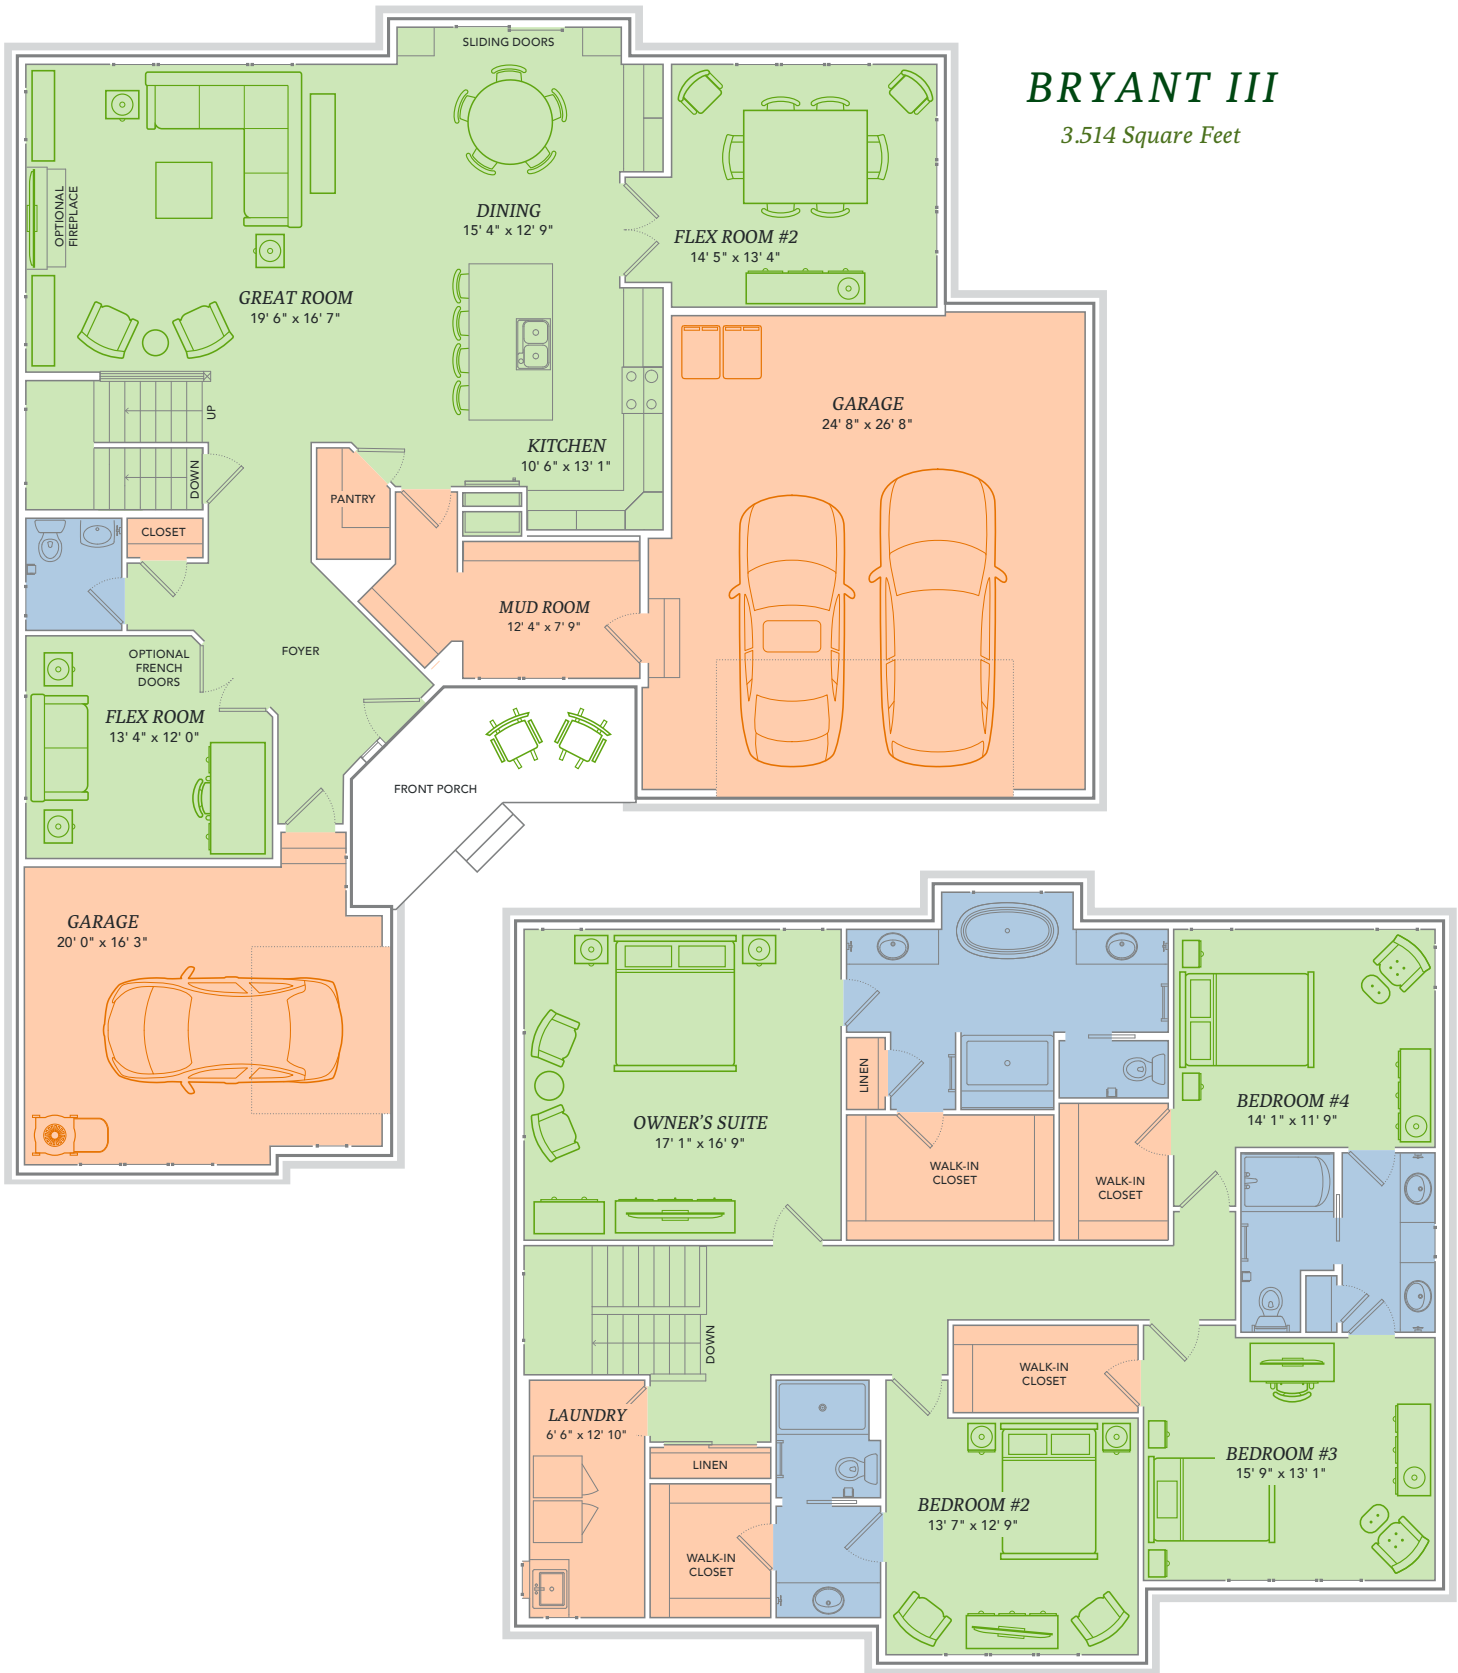 BRYANT III
3.514 Square Feet
SLIDING DOORS
OPTIONAL
FIREPLACE
DINING
15' 4" x 12' 9"
FLEX ROOM #2
14' 5" x 13' 4"
GREAT ROOM
19' 6" x 16' 7"
UP
DOWN
GARAGE
24' 8" x 26' 8"
KITCHEN
10' 6" x 13' 1"
PANTRY
CLOSET
MUD ROOM
12' 4" x 7' 9"
FOYER
OPTIONAL
FRENCH
DOORS
FLEX ROOM
13' 4" x 12' 0"
FRONT PORCH
GARAGE
20' 0" x 16' 3"
OWNER'S SUITE
17' 1" x 16' 9"
LINEN
WALK-IN
CLOSET
WALK-IN
CLOSET
BEDROOM #4
14' 1" x 11' 9"
DOWN
WALK-IN
CLOSET
LAUNDRY
6' 6" x 12' 10"
LINEN
WALK-IN
CLOSET
BEDROOM #2
13' 7" x 12' 9"
BEDROOM #3
15' 9" x 13' 1"